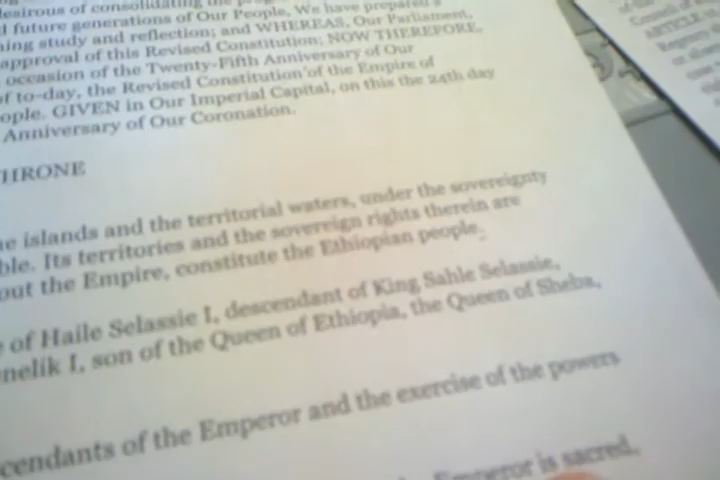 desirous of consolidating the
d future generations of Our People, We have prepared a
ning study and reflection; and WHEREAS, Our Parliament,
approval of this Revised Constitution; NOW THEREFORE,
occasion of the Twenty-Fifth Anniversary of Our
of to-day, the Revised Constitution of the Empire of
ople. GIVEN in Our Imperial Capital, on this the 24th day
Anniversary of Our Coronation.
HRONE
e islands and the territorial waters, under the sovereignty
ble. Its territories and the sovereign rights therein are
out the Empire, constitute the Ethiopian people.
e of Haile Selassie I, descendant of King Sahle Selassie,
nelik I, son of the Queen of Ethiopia, the Queen of Sheba,
cendants of the Emperor and the exercise of the powers
Emperor is sacred,
ARTICLE